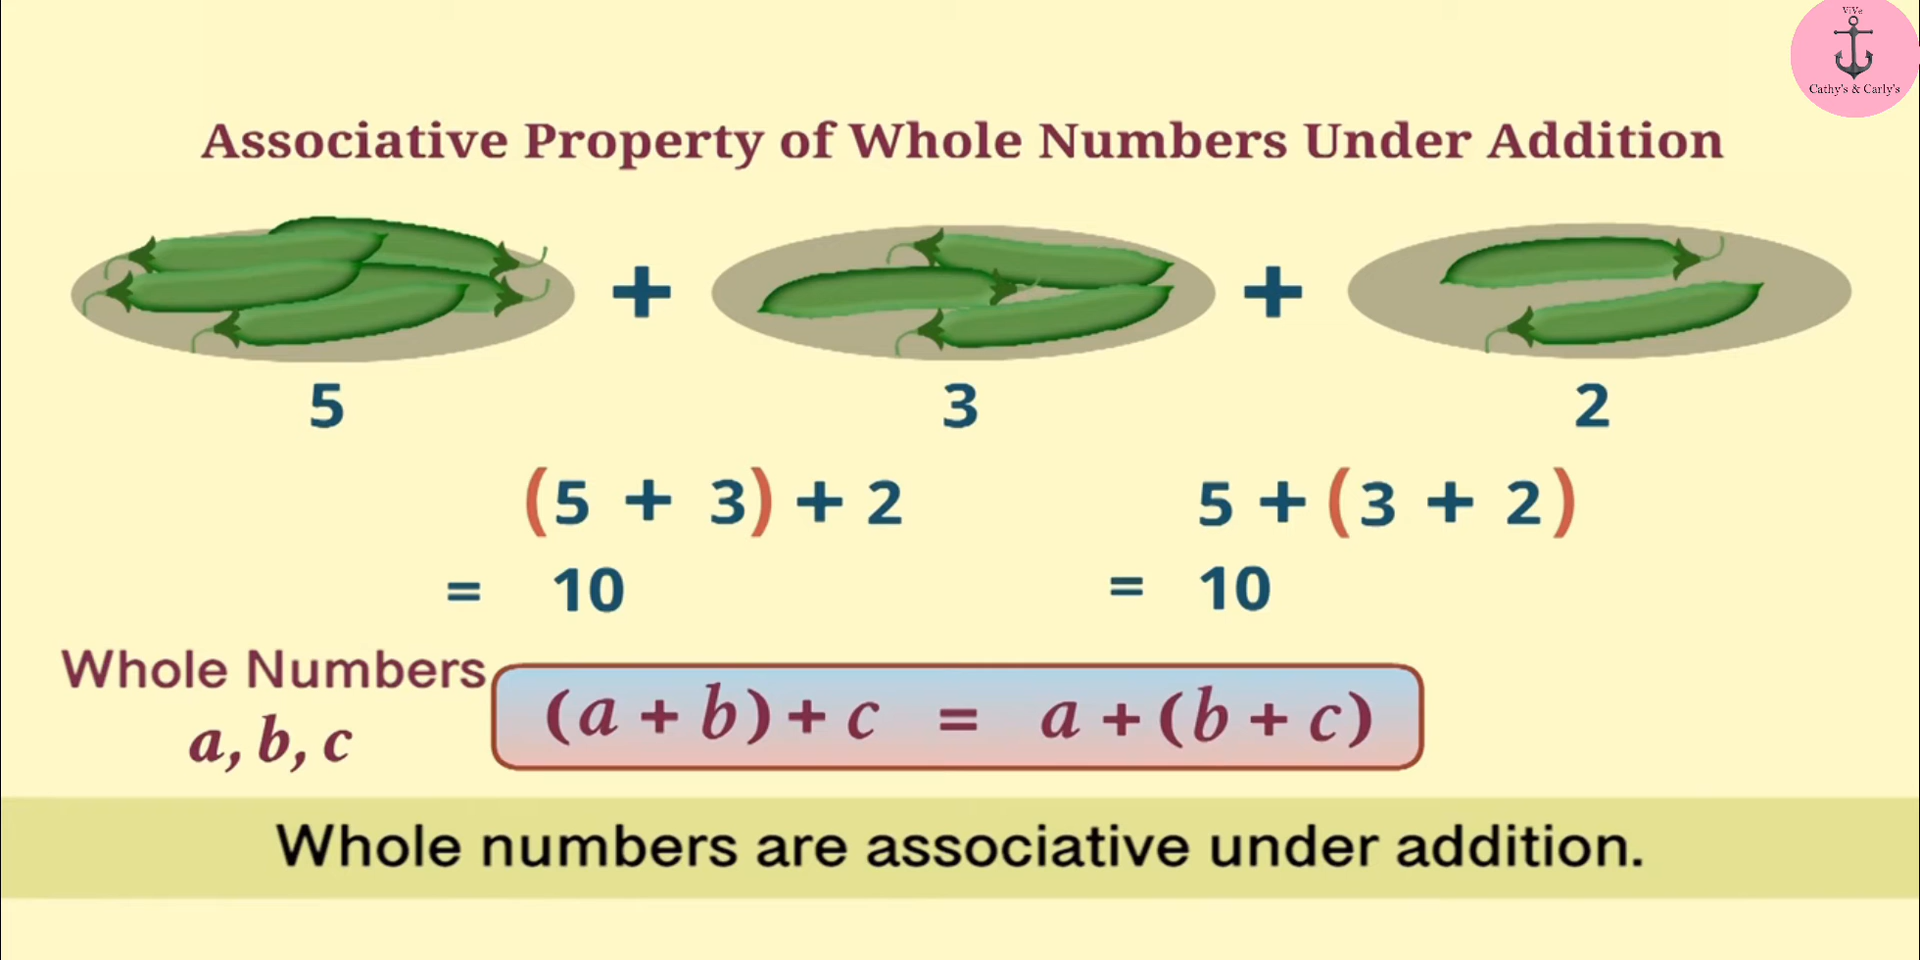 ViVe
Cathy's & Carly's
Associative Property of Whole Numbers Under Addition
+ +
5 3 2
(5 + 3) + 2 5 + (3 + 2)
= 10 = 10
Whole Numbers
a, b, c
(a + b) + c = a + (b + c)
Whole numbers are associative under addition.